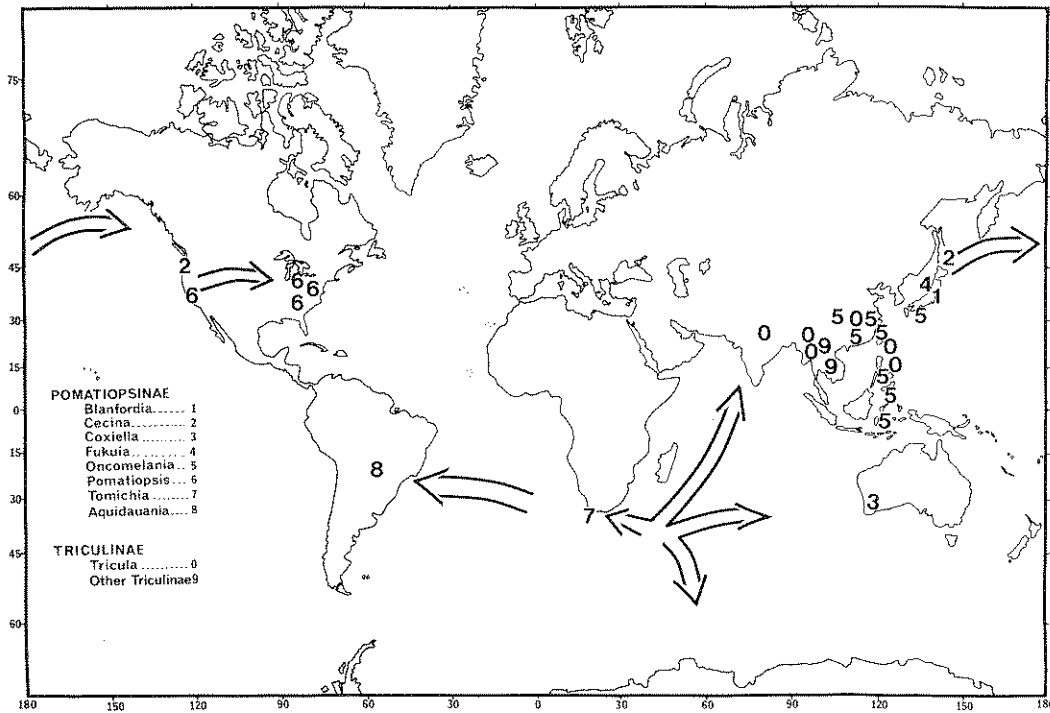 75
60
2
45 2
6 4
6 6 1
6
30 5 0 5 5
0 0 5 5
0 9 0
15 9 0
5
POMATIOPSINAE
5
Blanfordia...... 1
0
Cecina........... 2
5
Coxiella ......... 3
15
Fukuia............ 4
Oncomelania.. 5
8
Pomatiopsis .. 6
Tomichia ........ 7
30
3
Aquidauania.... 8
7
45
TRICULINAE
Tricula .......... 0
Other Triculinae9
60
150 120 90 60 30 0 30 60 90 120 150 180